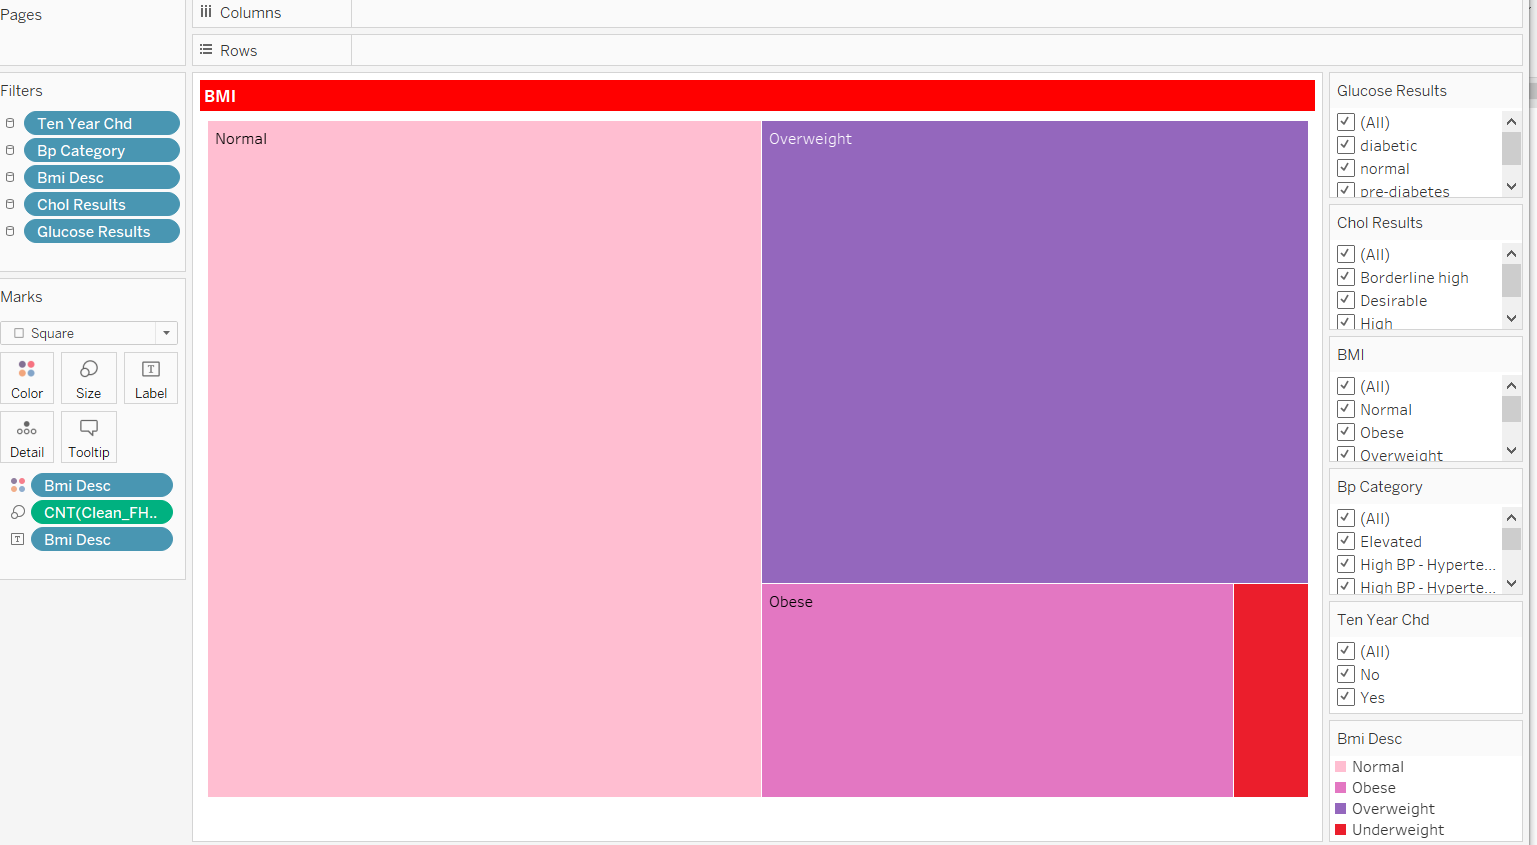 Pages
Columns
Rows
Filters
Ten Year Chd
Bp Category
Bmi Desc
Chol Results
Glucose Results
Marks
Square
Color
Size
Label
Detail
Tooltip
Bmi Desc
CNT(Clean_FH..
Bmi Desc
BMI
Normal
Overweight
Obese
Glucose Results
(All)
diabetic
normal
pre-diabetes
Chol Results
(All)
Borderline high
Desirable
High
BMI
(All)
Normal
Obese
Overweight
Bp Category
(All)
Elevated
High BP - Hyperte...
High BP - Hyperte...
Ten Year Chd
(All)
No
Yes
Bmi Desc
Normal
Obese
Overweight
Underweight